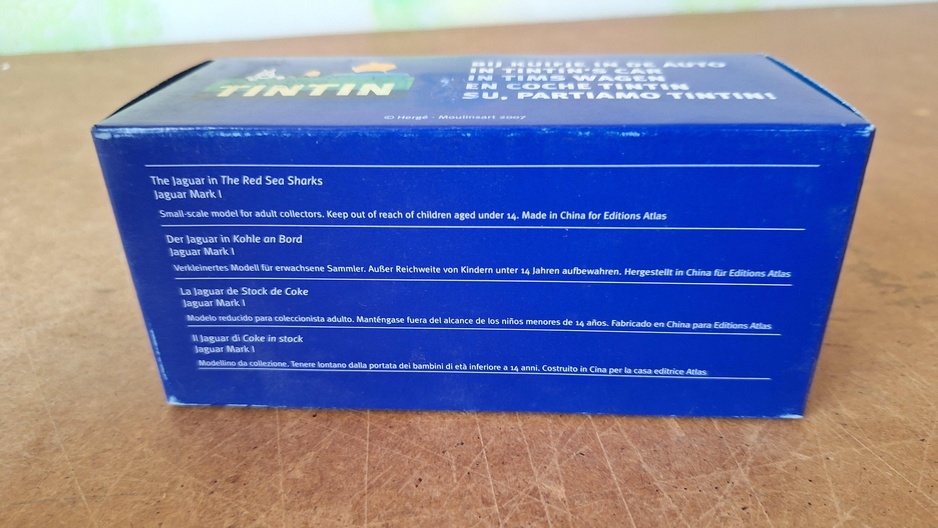 TINTIN
BIJ KUIFJE IN DE AUTO
IN TINTIN'S CAR
IN TIMS WAGEN
EN COCHE TINTIN
SU, PARTIAMO TINTIN!
© Hergé - Moulinsart 2007
The Jaguar in The Red Sea Sharks
Jaguar Mark I
Small-scale model for adult collectors. Keep out of reach of children aged under 14. Made in China for Editions Atlas
Der Jaguar in Kohle an Bord
Jaguar Mark I
Verkleinertes Modell für erwachsene Sammler. Außer Reichweite von Kindern unter 14 Jahren aufbewahren. Hergestellt in China für Editions Atlas
La Jaguar de Stock de Coke
Jaguar Mark I
Modelo reducido para coleccionista adulto. Manténgase fuera del alcance de los niños menores de 14 años. Fabricado en China para Editions Atlas
Il Jaguar di Coke in stock
Jaguar Mark I
Modellino da collezione. Tenere lontano dalla portata dei bambini di età inferiore a 14 anni. Costruito in Cina per la casa editrice Atlas